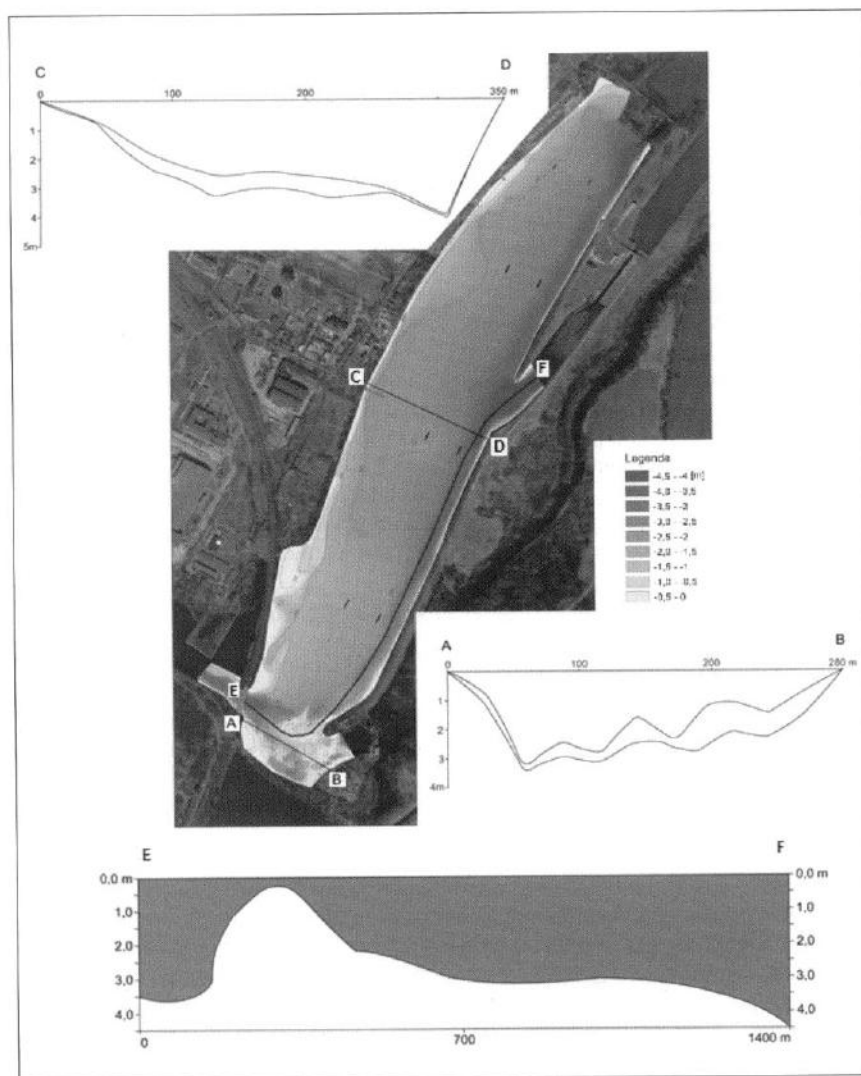 C D
0 100 200 350 m
1
2
3
4
5m
C
F
D
Legenda
-4,5 - -4 [m]
-4,0 - -3,5
-3,5 - -3
-3,0 - -2,5
-2,5 - -2
-2,0 - -1,5
-1,5 - -1
-1,0 - -0,5
-0,5 - 0
E
A
B
A B
0 100 200 280 m
1
2
3
4m
E F
0,0 m 0,0 m
1,0 1,0
2,0 2,0
3,0 3,0
4,0 4,0
0 700 1400 m